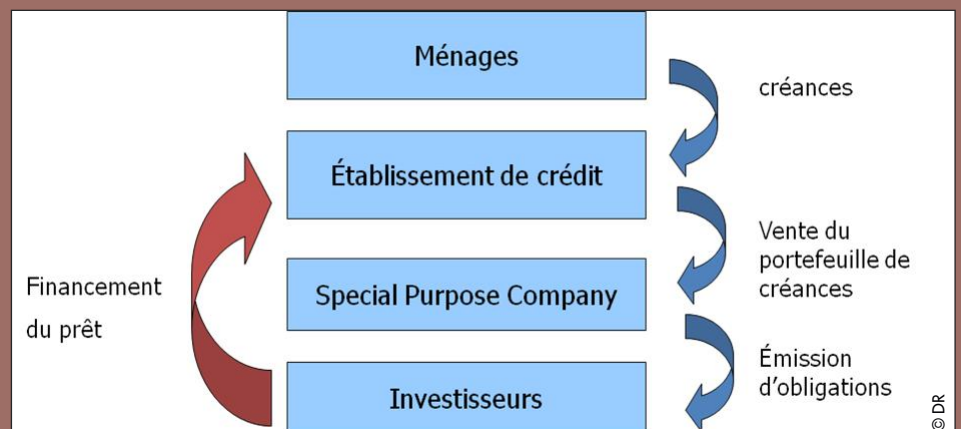 Ménages
créances
Établissement de crédit
Vente du
portefeuille de
créances
Financement
du prêt
Special Purpose Company
Émission
d'obligations
Investisseurs
© DR